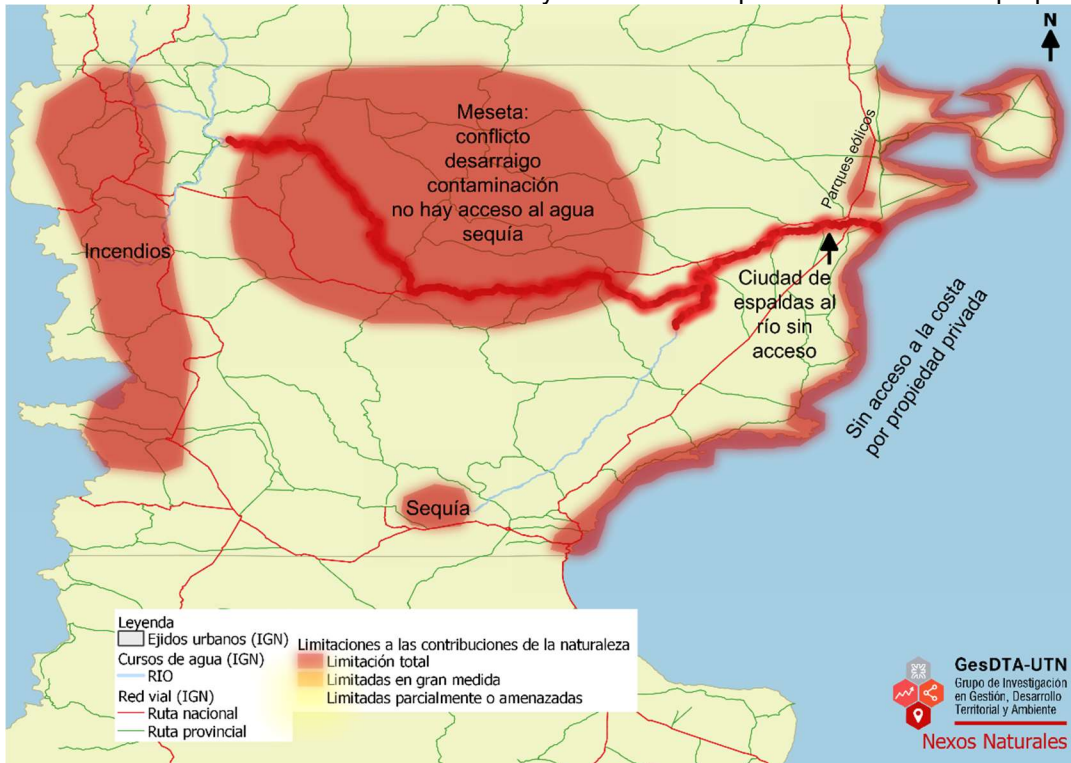 N
Meseta:
conflicto
desarraigo
contaminación
no hay acceso al agua
sequía
Parques eólicos
Incendios
Ciudad de
espaldas al
río sin
acceso
Sin acceso a la costa
por propiedad privada
Sequía
Leyenda
Ejidos urbanos (IGN)
Cursos de agua (IGN)
RIO
Red vial (IGN)
Ruta nacional
Ruta provincial
Limitaciones a las contribuciones de la naturaleza
Limitación total
Limitadas en gran medida
Limitadas parcialmente o amenazadas
GesDTA-UTN
Grupo de Investigación
en Gestión, Desarrollo
Territorial y Ambiente
Nexos Naturales